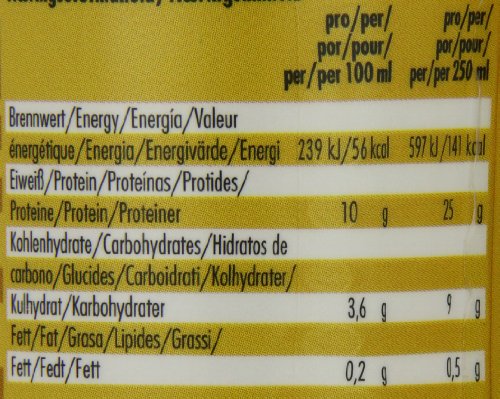 pro/per/ pro/per/
por/pour/ por/pour/
per/per 100 ml per/per 250 ml
Brennwert/Energy/Energía/Valeur
énergétique/Energia/Energivärde/Energi 239 kJ/56 kcal 597 kJ/141 kcal
Eiweiß/Protein/Proteínas/Protides/
Proteine/Protein/Proteiner 10 g 25 g
Kohlenhydrate/Carbohydrates/Hidratos de
carbono/Glucides/Carboidrati/Kolhydrater/
Kulhydrat/Karbohydrater 3,6 g 9 g
Fett/Fat/Grasa/Lipides/Grassi/
Fett/Fedt/Fett 0,2 g 0,5 g